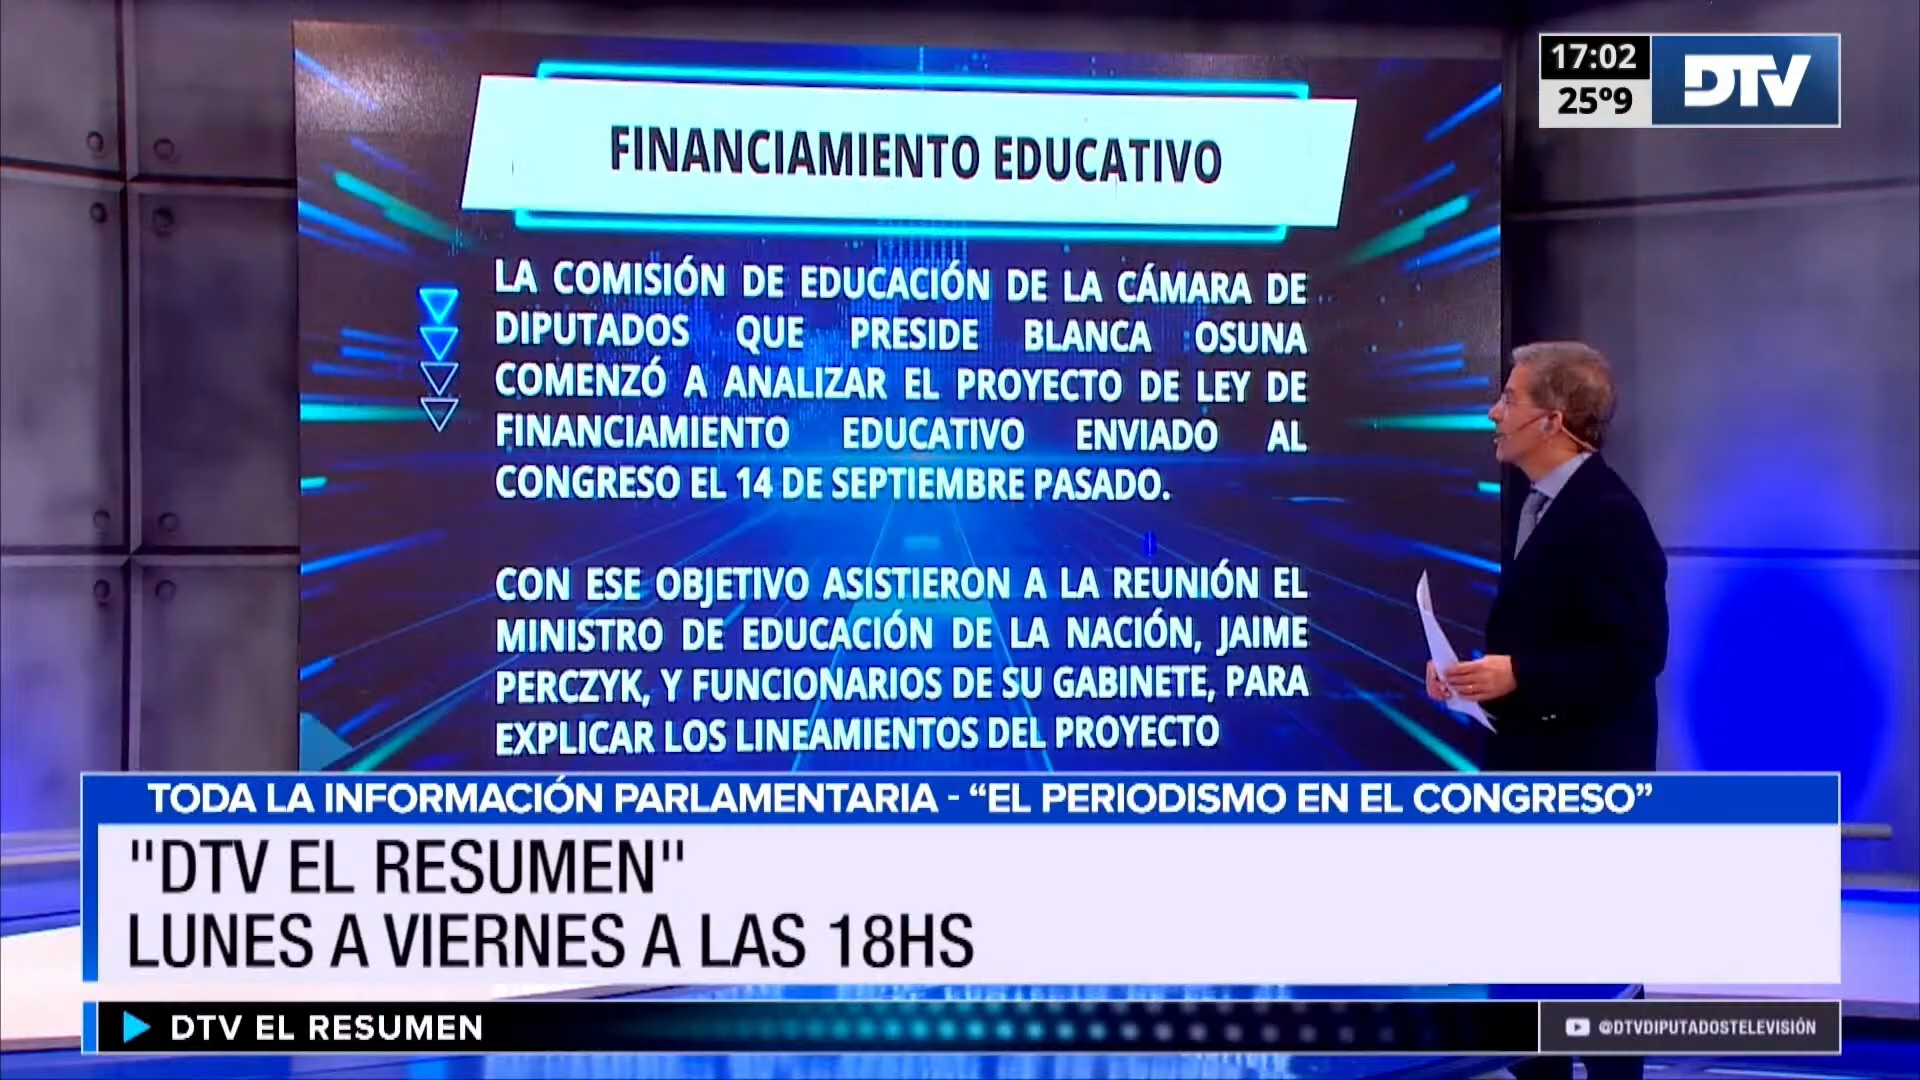 17:02
25º9
DTV
FINANCIAMIENTO EDUCATIVO
LA COMISIÓN DE EDUCACIÓN DE LA CÁMARA DE
DIPUTADOS QUE PRESIDE BLANCA OSUNA
COMENZÓ A ANALIZAR EL PROYECTO DE LEY DE
FINANCIAMIENTO EDUCATIVO ENVIADO AL
CONGRESO EL 14 DE SEPTIEMBRE PASADO.
CON ESE OBJETIVO ASISTIERON A LA REUNIÓN EL
MINISTRO DE EDUCACIÓN DE LA NACIÓN, JAIME
PERCZYK, Y FUNCIONARIOS DE SU GABINETE, PARA
EXPLICAR LOS LINEAMIENTOS DEL PROYECTO
TODA LA INFORMACIÓN PARLAMENTARIA - “EL PERIODISMO EN EL CONGRESO”
"DTV EL RESUMEN"
LUNES A VIERNES A LAS 18HS
DTV EL RESUMEN
@DTVDIPUTADOSTELEVISIÓN